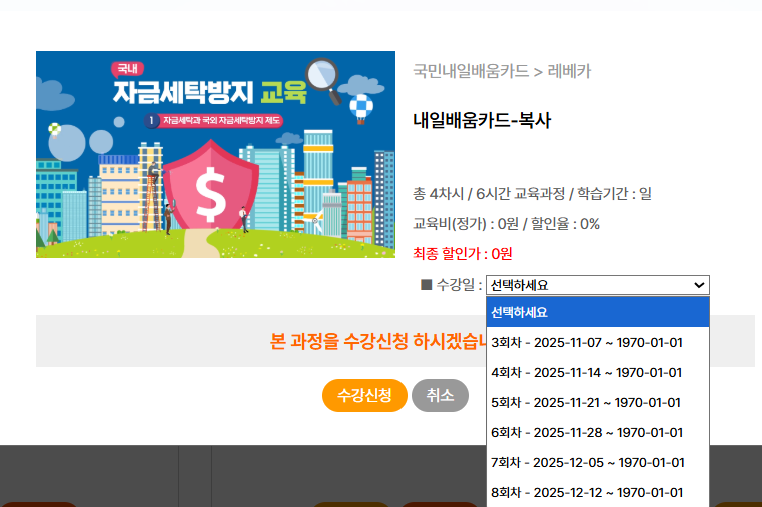 국내
자금세탁방지 교육
1 자금세탁과 국외 자금세탁방지 제도
국민내일배움카드 > 레베카
내일배움카드-복사
총 4차시 / 6시간 교육과정 / 학습기간 : 일
교육비(정가) : 0원 / 할인율 : 0%
최종 할인가 : 0원
■ 수강일 : 선택하세요
선택하세요
3회차 - 2025-11-07 ~ 1970-01-01
4회차 - 2025-11-14 ~ 1970-01-01
5회차 - 2025-11-21 ~ 1970-01-01
6회차 - 2025-11-28 ~ 1970-01-01
7회차 - 2025-12-05 ~ 1970-01-01
8회차 - 2025-12-12 ~ 1970-01-01
본 과정을 수강신청 하시겠습니
수강신청 취소